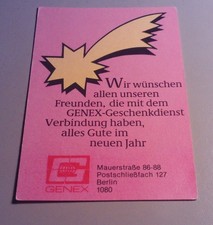 Wir wünschen
allen unseren
Freunden, die mit dem
GENEX-Geschenkdienst
Verbindung haben,
alles Gute im
neuen Jahr
GENEX
Mauerstraße 86-88
Postschließfach 127
Berlin
1080